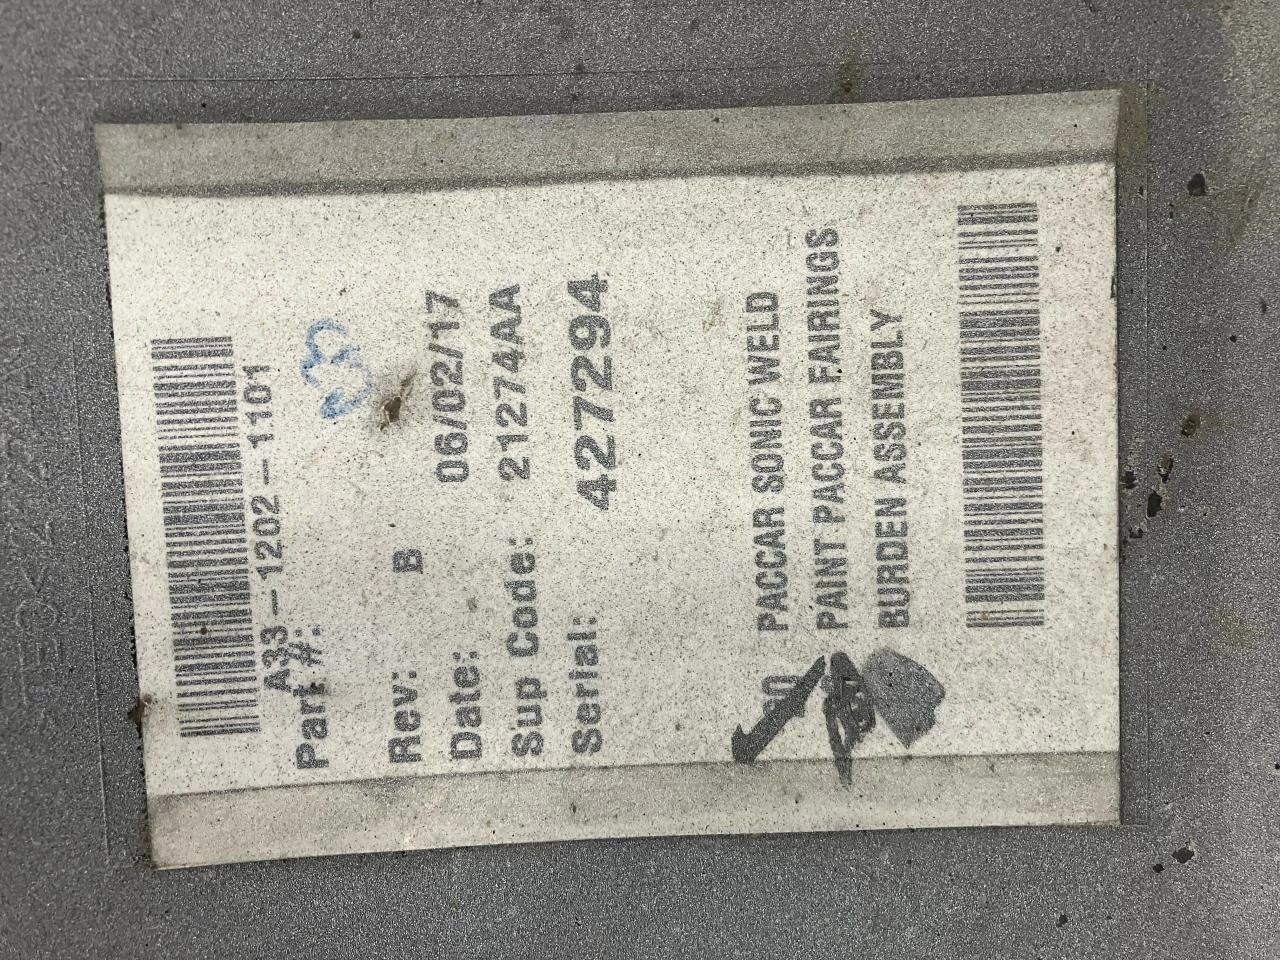 A33-1202-1101
Part #:
Rev: B
Date: 06/02/17
Sup Code: 21274AA
Serial: 427294
PACCAR SONIC WELD
PAINT PACCAR FAIRINGS
BURDEN ASSEMBLY